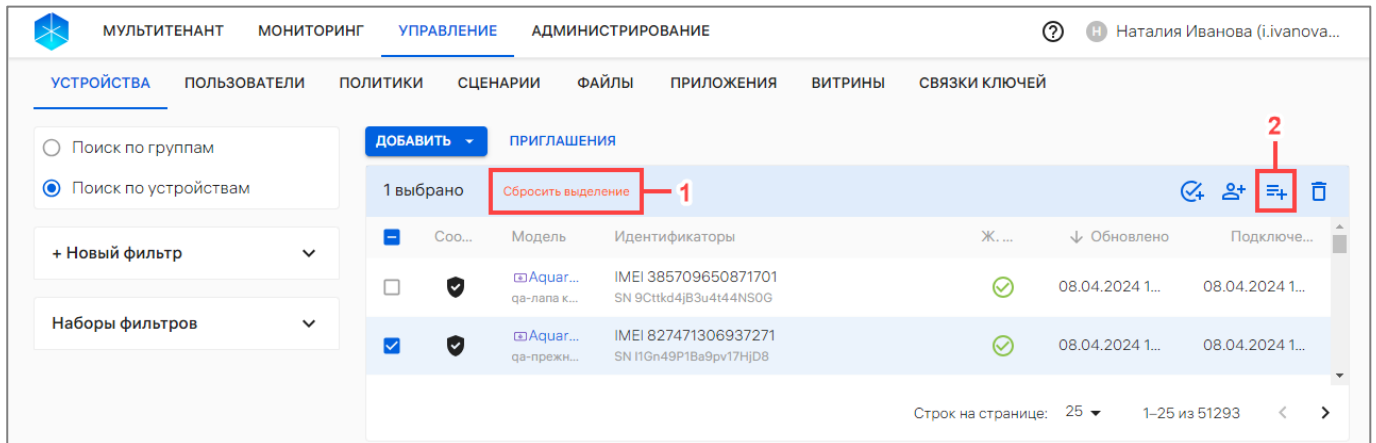 МУЛЬТИТЕНАНТ МОНИТОРИНГ УПРАВЛЕНИЕ АДМИНИСТРИРОВАНИЕ ? Н Наталия Иванова (i.ivanova...
УСТРОЙСТВА ПОЛЬЗОВАТЕЛИ ПОЛИТИКИ СЦЕНАРИИ ФАЙЛЫ ПРИЛОЖЕНИЯ ВИТРИНЫ СВЯЗКИ КЛЮЧЕЙ
Поиск по группам
Поиск по устройствам
+ Новый фильтр
Наборы фильтров
ДОБАВИТЬ ПРИГЛАШЕНИЯ
2
1 выбрано Сбросить выделение 1
Соо... Модель Идентификаторы Ж. ... ↓ Обновлено Подключе...
Aquar... IMEI 385709650871701 08.04.2024 1... 08.04.2024 1...
qa-лапа к... SN 9Cttkd4jB3u4t44NS0G
Aquar... IMEI 827471306937271 08.04.2024 1... 08.04.2024 1...
qa-прежн... SN I1Gn49P1Ba9pv17HjD8
Строк на странице: 25 1–25 из 51293